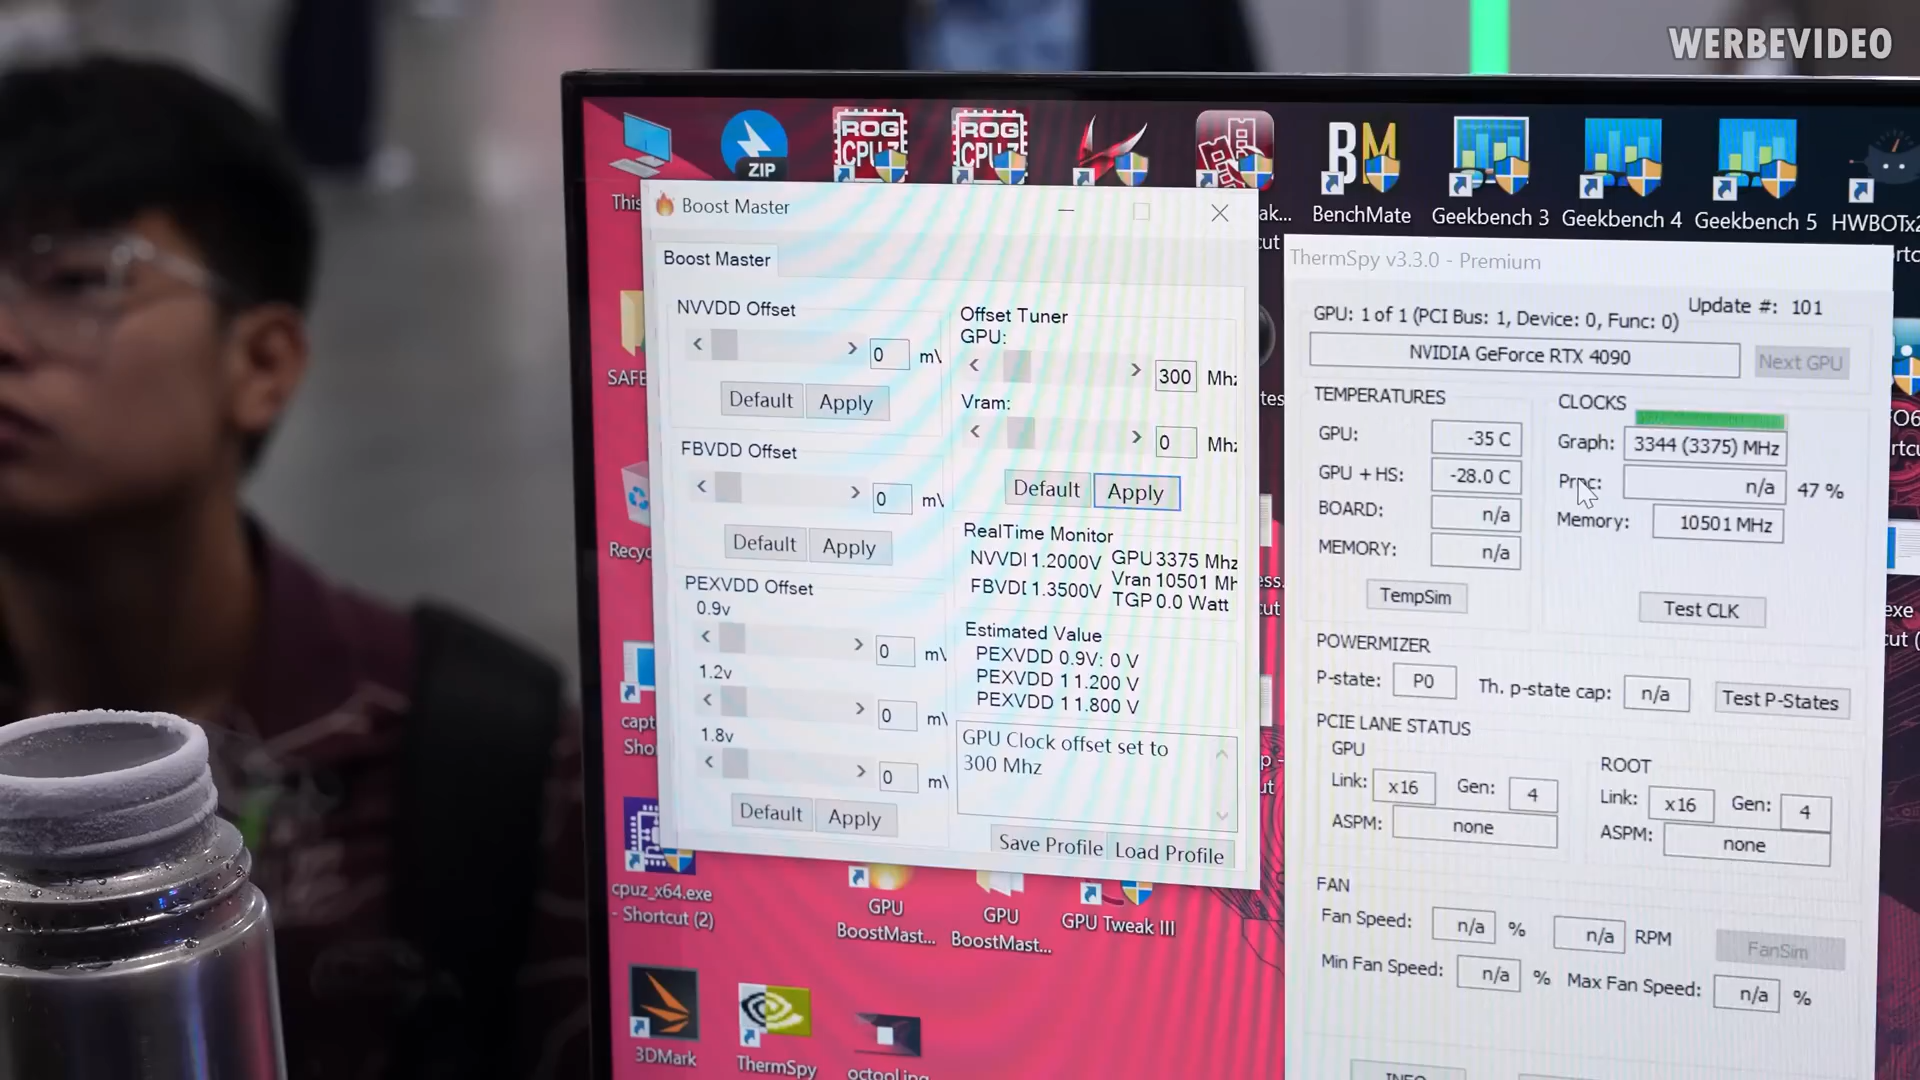 WERBEVIDEO
ZIP
ROG
CPU-Z
ROG
CPU-Z
BM
This
BenchMate
Geekbench 3
Geekbench 4
Geekbench 5
Boost Master
Boost Master
NVVDD Offset
0
Default
Apply
FBVDD Offset
0
Default
Apply
PEXVDD Offset
0.9v
0
1.2v
0
1.8v
0
Default
Apply
Offset Tuner
GPU:
300
Mhz
Vram:
0
Mhz
Default
Apply
RealTime Monitor
NVVDI 1.2000V GPU 3375 Mhz
Vran 10501 Mh
FBVDI 1.3500V
TGP 0.0 Watt
Estimated Value
PEXVDD 0.9V: 0 V
PEXVDD 1 1.200 V
PEXVDD 1 1.800 V
GPU Clock offset set to
300 Mhz
Save Profile
Load Profile
ThermSpy v3.3.0 - Premium
Update #: 101
GPU: 1 of 1 (PCI Bus: 1, Device: 0, Func: 0)
NVIDIA GeForce RTX 4090
Next GPU
TEMPERATURES
GPU: -35 C
GPU + HS: -28.0 C
BOARD: n/a
MEMORY: n/a
TempSim
CLOCKS
Graph: 3344 (3375) MHz
Proc: n/a 47 %
Memory: 10501 MHz
Test CLK
POWERMIZER
P-state: P0 Th. p-state cap: n/a Test P-States
PCIE LANE STATUS
GPU
Link: x16 Gen: 4
ASPM: none
ROOT
Link: x16 Gen: 4
ASPM: none
FAN
Fan Speed: n/a % n/a RPM FanSim
Min Fan Speed: n/a % Max Fan Speed: n/a %
SAFE
Recyc
capt
Sho
cpuz_x64.exe
- Shortcut (2)
GPU
BoostMast...
GPU
BoostMast...
GPU Tweak III
3DMark
ThermSpy